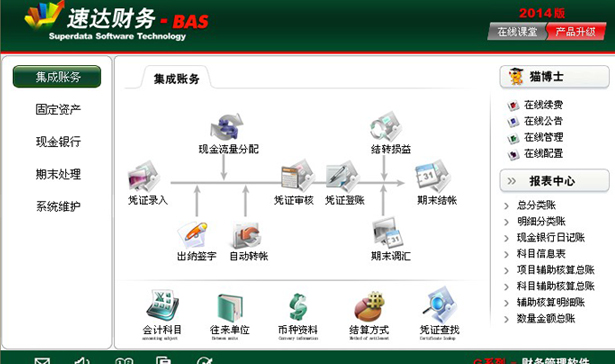 速达财务 - BAS
Superdata Software Technology
2014版
在线课堂 产品升级
集成账务
固定资产
现金银行
期末处理
系统维护
集成账务
现金流量分配
结转损益
凭证录入
凭证审核
凭证登账
期末结帐
出纳签字
自动转帐
期末调汇
会计科目
accounting subject
往来单位
Between units
币种资料
Currency information
结算方式
Method of settlement
凭证查找
Certificate lookup
猫博士
在线续费
在线公告
在线管理
在线配置
报表中心
总分类账
明细分类账
现金银行日记账
科目信息表
项目辅助核算总账
科目辅助核算总账
辅助核算明细账
数量金额总账